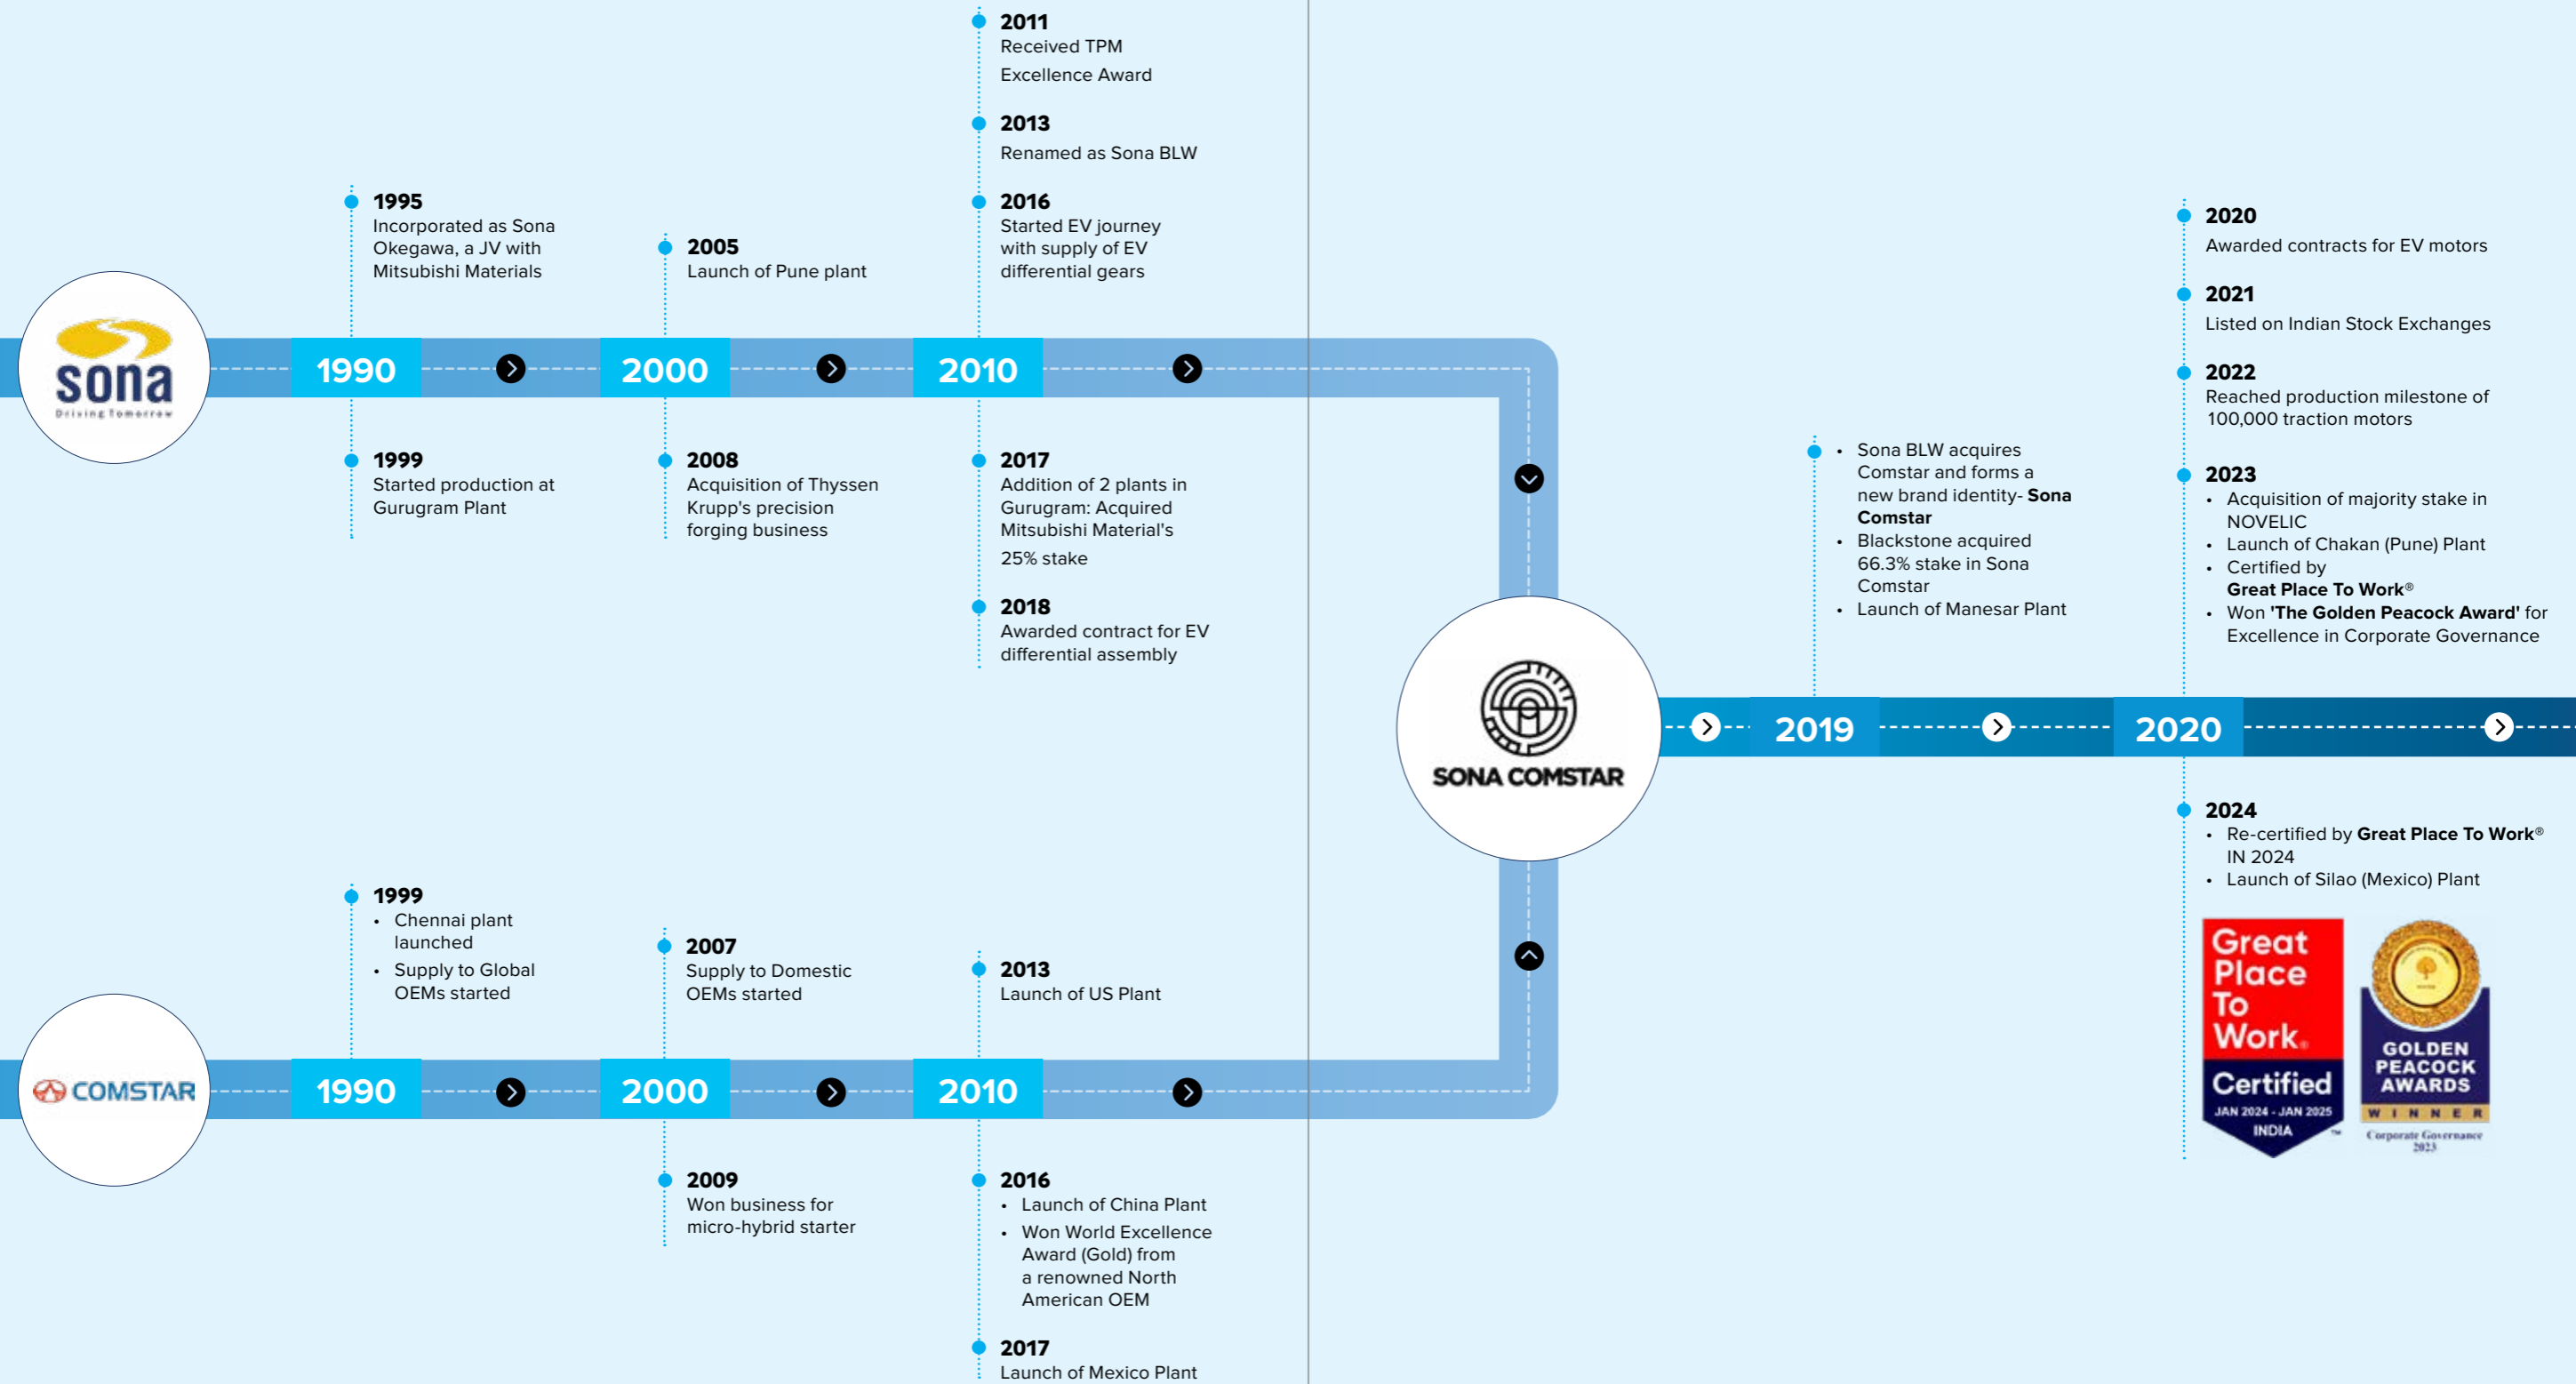 2011
Received TPM
Excellence Award
2013
Renamed as Sona BLW
2016
Started EV journey
with supply of EV
differential gears
1995
Incorporated as Sona
Okegawa, a JV with
Mitsubishi Materials
2005
Launch of Pune plant
sona
Driving Tomorrow
1990
2000
2010
1999
Started production at
Gurugram Plant
2008
Acquisition of Thyssen
Krupp's precision
forging business
2017
Addition of 2 plants in
Gurugram: Acquired
Mitsubishi Material's
25% stake
2018
Awarded contract for EV
differential assembly
1999
• Chennai plant
launched
• Supply to Global
OEMs started
2007
Supply to Domestic
OEMs started
2013
Launch of US Plant
COMSTAR
1990
2000
2010
2009
Won business for
micro-hybrid starter
2016
• Launch of China Plant
• Won World Excellence
Award (Gold) from
a renowned North
American OEM
2017
Launch of Mexico Plant
SONA COMSTAR
• Sona BLW acquires
Comstar and forms a
new brand identity- Sona
Comstar
• Blackstone acquired
66.3% stake in Sona
Comstar
• Launch of Manesar Plant
2019
2020
Awarded contracts for EV motors
2021
Listed on Indian Stock Exchanges
2022
Reached production milestone of
100,000 traction motors
2023
• Acquisition of majority stake in
NOVELIC
• Launch of Chakan (Pune) Plant
• Certified by
Great Place To Work®
• Won 'The Golden Peacock Award' for
Excellence in Corporate Governance
2020
2024
• Re-certified by Great Place To Work®
IN 2024
• Launch of Silao (Mexico) Plant
Great
Place
To
Work®
Certified
JAN 2024 - JAN 2025
INDIA
™
GOLDEN
PEACOCK
AWARDS
WINNER
Corporate Governance
2023